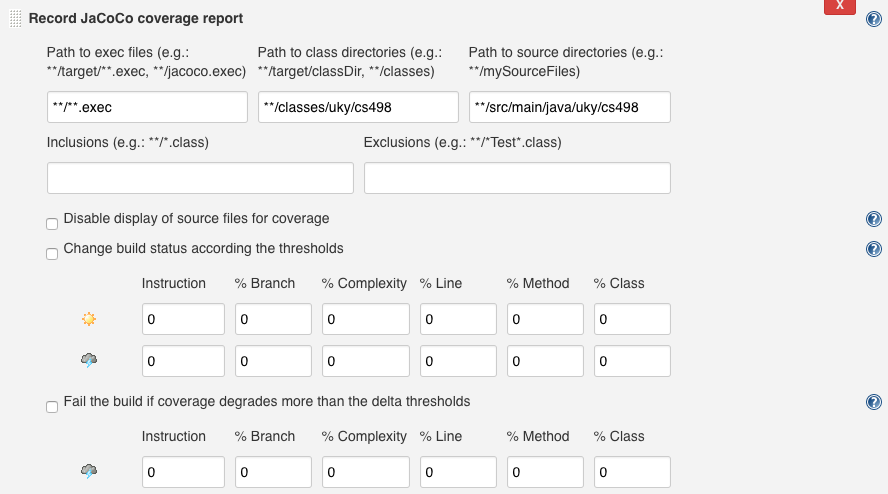 Record JaCoCo coverage report
X
?
Path to exec files (e.g.: Path to class directories (e.g.: Path to source directories (e.g.:
**/target/**.exec, **/jacoco.exec) **/target/classDir, **/classes) **/mySourceFiles)
**/**.exec **/classes/uky/cs498 **/src/main/java/uky/cs498
Inclusions (e.g.: **/*.class) Exclusions (e.g.: **/*Test*.class)
Disable display of source files for coverage ?
Change build status according the thresholds ?
Instruction % Branch % Complexity % Line % Method % Class
0 0 0 0 0 0
0 0 0 0 0 0
Fail the build if coverage degrades more than the delta thresholds ?
Instruction % Branch % Complexity % Line % Method % Class
0 0 0 0 0 0